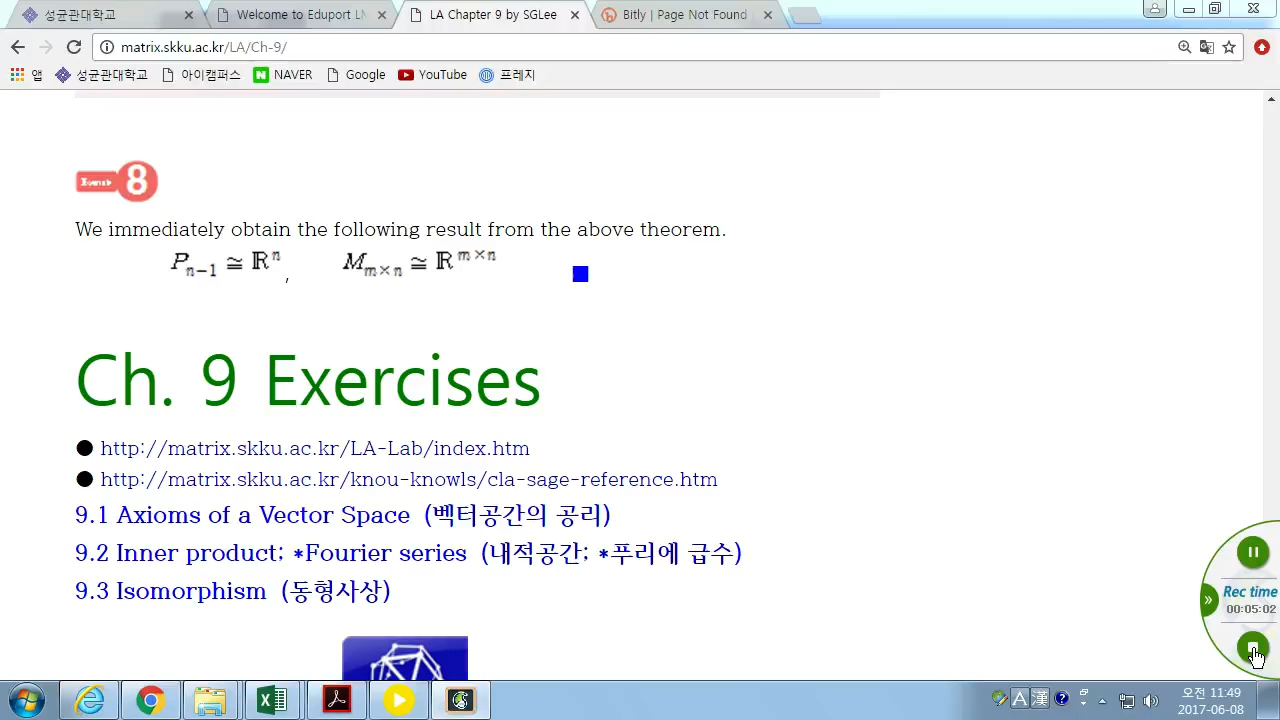 성균관대학교
Welcome to Eduport LM
LA Chapter 9 by SGLee
Bitly | Page Not Found
matrix.skku.ac.kr/LA/Ch-9/
앱 성균관대학교 아이캠퍼스 NAVER Google YouTube 프레지
Example 8
We immediately obtain the following result from the above theorem.
P_{n-1} ≅ ℝ^n , M_{m×n} ≅ ℝ^{m×n}
Ch. 9 Exercises
● http://matrix.skku.ac.kr/LA-Lab/index.htm
● http://matrix.skku.ac.kr/knou-knowls/cla-sage-reference.htm
9.1 Axioms of a Vector Space (벡터공간의 공리)
9.2 Inner product; *Fourier series (내적공간; *푸리에 급수)
9.3 Isomorphism (동형사상)
Rec time
00:05:02
A 漢
오전 11:49
2017-06-08